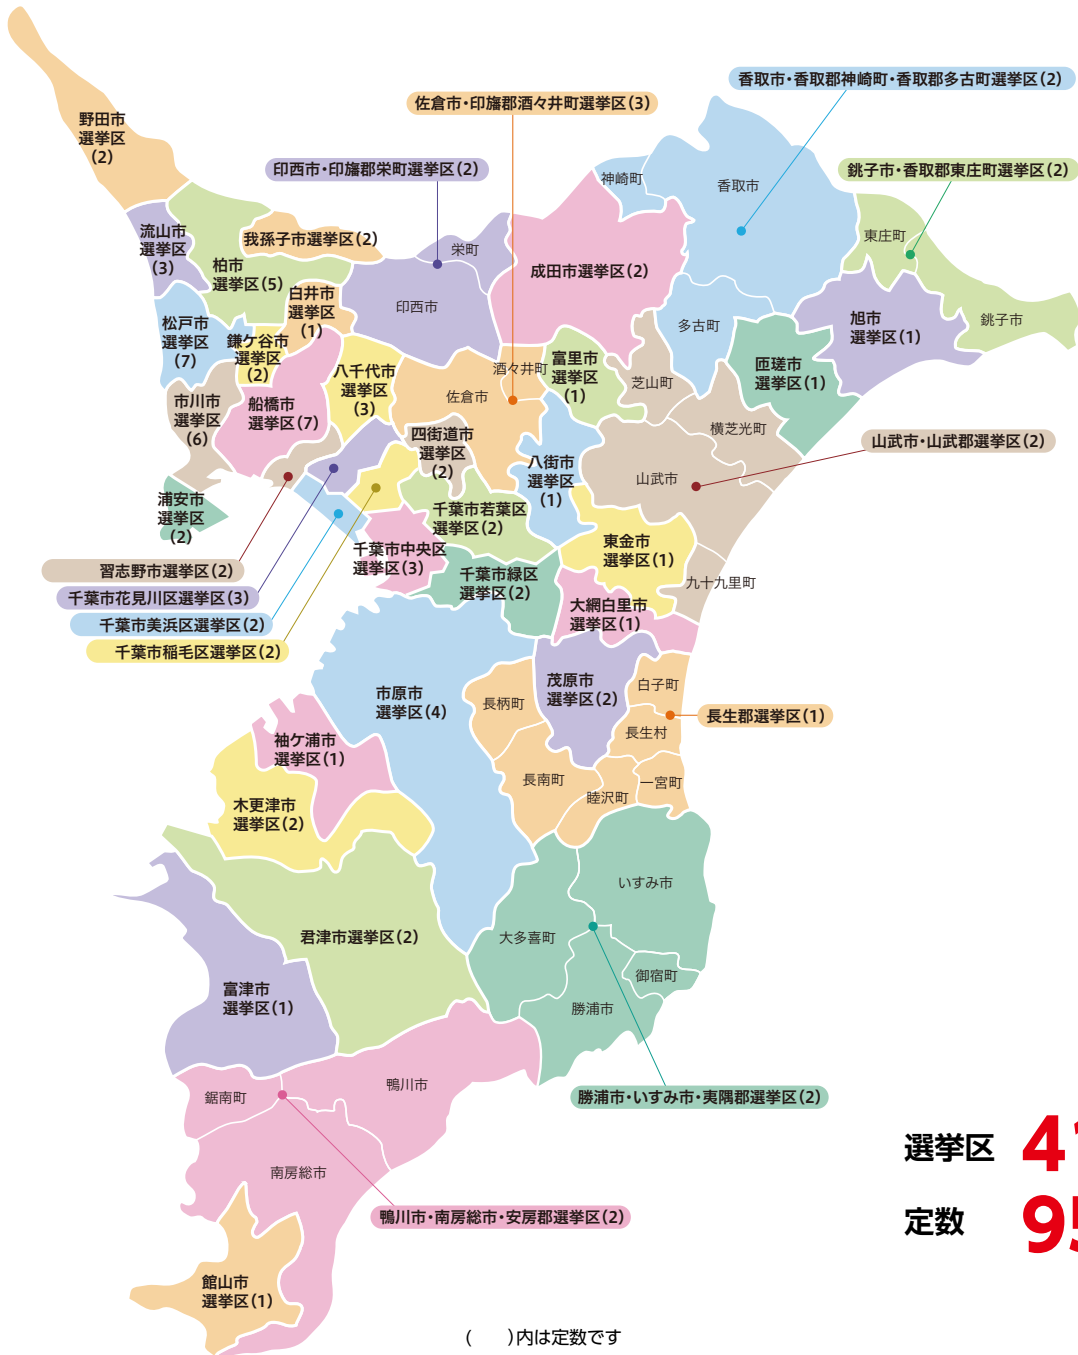 香取市・香取郡神崎町・香取郡多古町選挙区(2)
佐倉市・印旛郡酒々井町選挙区(3)
野田市
選挙区
(2)
印西市・印旛郡栄町選挙区(2)
銚子市・香取郡東庄町選挙区(2)
神崎町
香取市
流山市
選挙区
(3)
我孫子市選挙区(2)
栄町
東庄町
柏市
選挙区(5)
成田市選挙区(2)
白井市
選挙区
(1)
印西市
松戸市
選挙区
(7)
多古町
旭市
選挙区(1)
銚子市
鎌ケ谷市
選挙区
(2)
八千代市
選挙区
(3)
酒々井町
富里市
選挙区
(1)
匝瑳市
選挙区(1)
芝山町
佐倉市
市川市
選挙区
(6)
船橋市
選挙区(7)
横芝光町
四街道市
選挙区
(2)
山武市・山武郡選挙区(2)
八街市
選挙区
(1)
山武市
浦安市
選挙区
(2)
千葉市若葉区
選挙区(2)
千葉市中央区
選挙区(3)
東金市
選挙区(1)
習志野市選挙区(2)
千葉市緑区
選挙区(2)
九十九里町
千葉市花見川区選挙区(3)
大網白里市
選挙区(1)
千葉市美浜区選挙区(2)
千葉市稲毛区選挙区(2)
市原市
選挙区(4)
長柄町
茂原市
選挙区(2)
白子町
長生郡選挙区(1)
長生村
袖ケ浦市
選挙区(1)
長南町
一宮町
睦沢町
木更津市
選挙区(2)
いすみ市
君津市選挙区(2)
大多喜町
御宿町
富津市
選挙区(1)
勝浦市
鴨川市
鋸南町
勝浦市・いすみ市・夷隅郡選挙区(2)
選挙区 41
南房総市
定数 95
鴨川市・南房総市・安房郡選挙区(2)
館山市
選挙区(1)
(　　)内は定数です